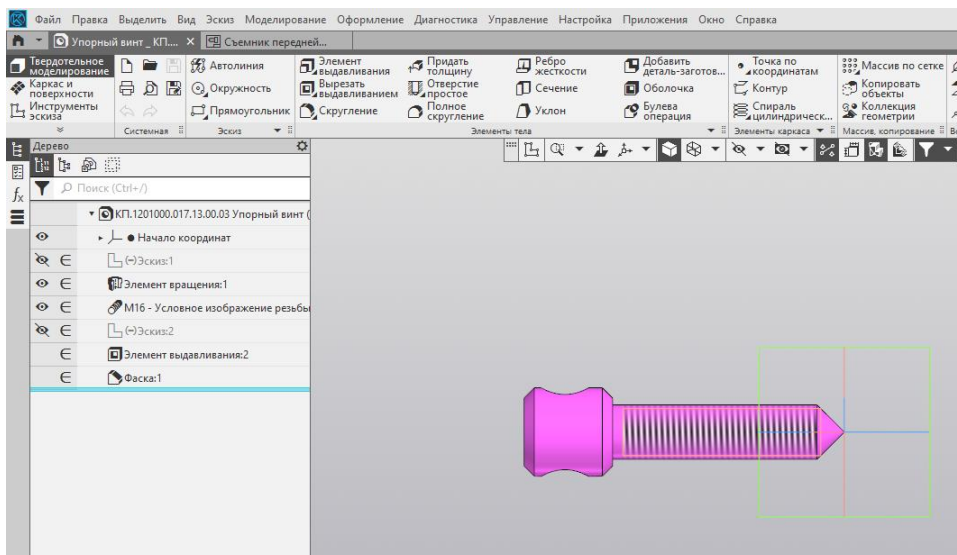 Файл Правка Выделить Вид Эскиз Моделирование Оформление Диагностика Управление Настройка Приложения Окно Справка
Упорный винт _ КП.... Съемник передней...
Твердотельное моделирование
Автолиния
Элемент выдавливания
Придать толщину
Ребро жесткости
Добавить деталь-заготов...
Точка по координатам
Массив по сетке
Каркас и поверхности
Окружность
Вырезать выдавливанием
Отверстие простое
Сечение
Оболочка
Контур
Копировать объекты
Инструменты эскиза
Прямоугольник
Скругление
Полное скругление
Уклон
Булева операция
Спираль цилиндрическ...
Коллекция геометрии
Системная Эскиз Элементы тела Элементы каркаса Массив, копирование
Дерево
Поиск (Ctrl+/)
КП.1201000.017.13.00.03 Упорный винт (
Начало координат
(-)Эскиз:1
Элемент вращения:1
М16 - Условное изображение резьбы
(-)Эскиз:2
Элемент выдавливания:2
Фаска:1